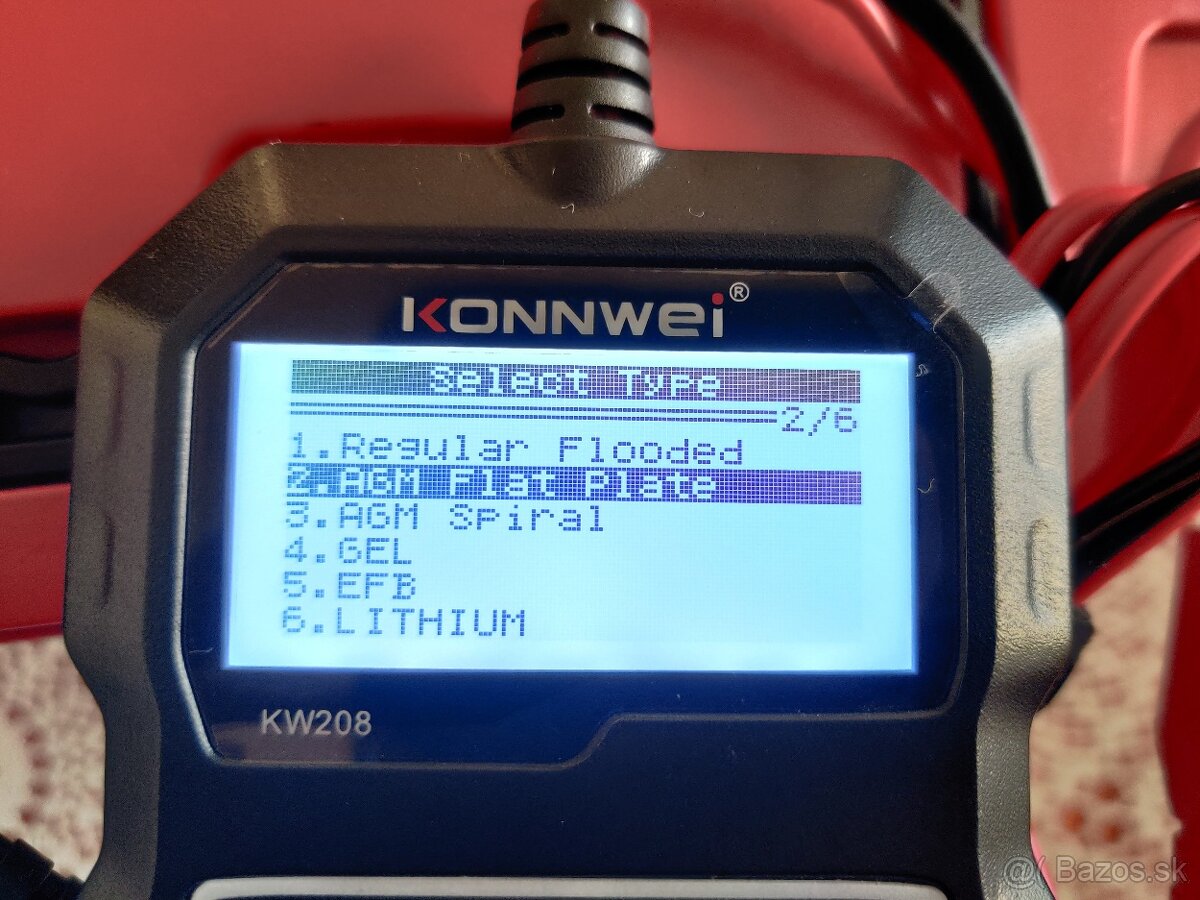 KONNWEI®
Select Type
2/6
1.Regular Flooded
2.AGM Flat Plate
3.AGM Spiral
4.GEL
5.EFB
6.LITHIUM
KW208
@( Bazos.sk